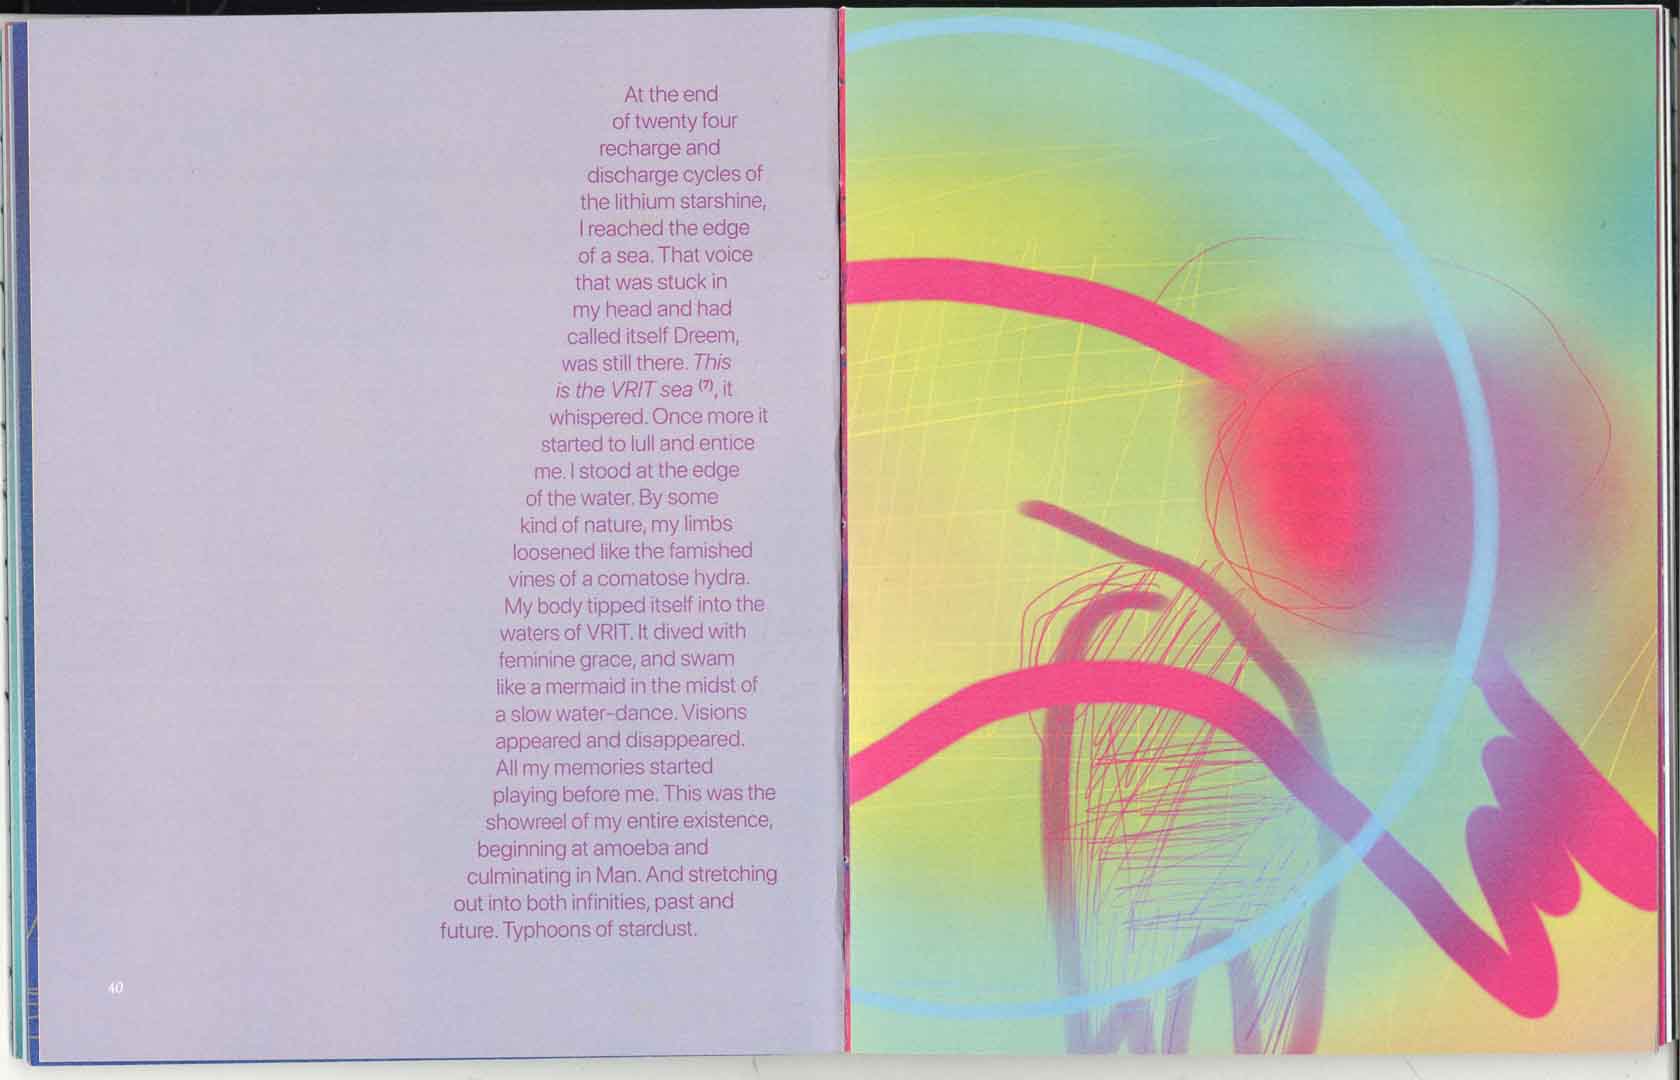 At the end
of twenty four
recharge and
discharge cycles of
the lithium starshine,
I reached the edge
of a sea. That voice
that was stuck in
my head and had
called itself Dreem,
was still there. This
is the VRIT sea (7), it
whispered. Once more it
started to lull and entice
me. I stood at the edge
of the water. By some
kind of nature, my limbs
loosened like the famished
vines of a comatose hydra.
My body tipped itself into the
waters of VRIT. It dived with
feminine grace, and swam
like a mermaid in the midst of
a slow water-dance. Visions
appeared and disappeared.
All my memories started
playing before me. This was the
showreel of my entire existence,
beginning at amoeba and
culminating in Man. And stretching
out into both infinities, past and
future. Typhoons of stardust.
40